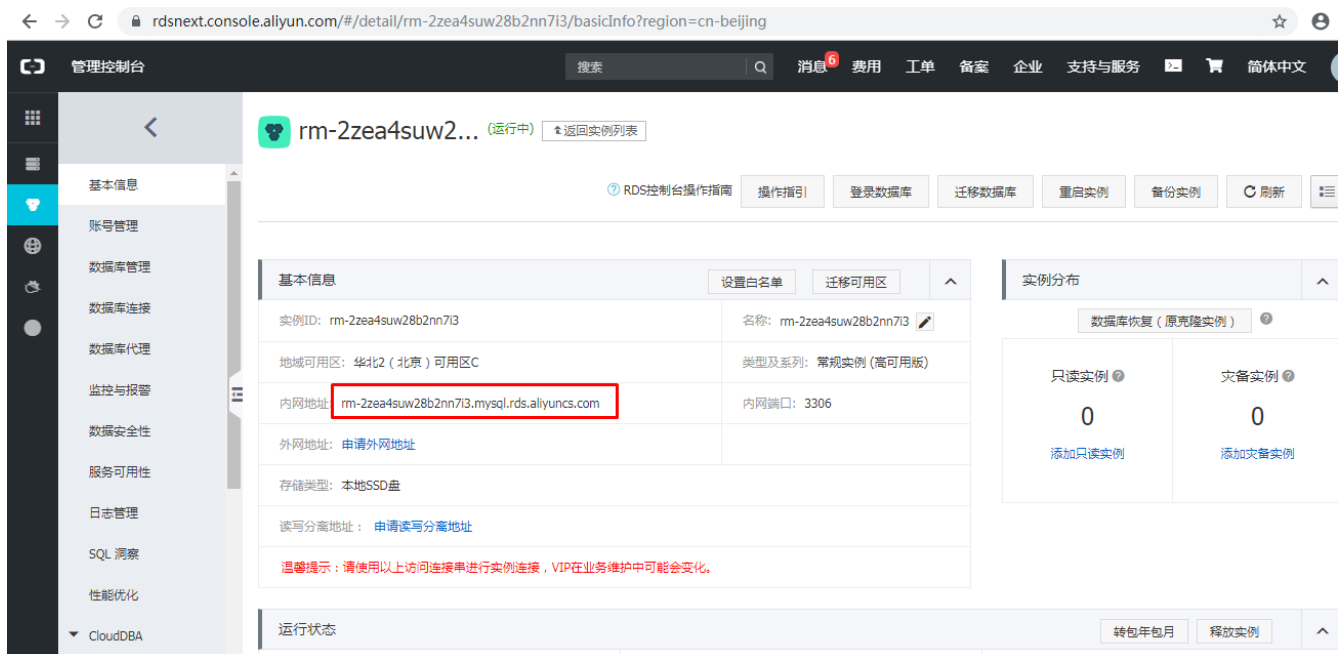 rdsnext.console.aliyun.com/#/detail/rm-2zea4suw28b2nn7i3/basicInfo?region=cn-beijing
管理控制台 搜索 消息 6 费用 工单 备案 企业 支持与服务 简体中文
rm-2zea4suw2... (运行中) 返回实例列表
RDS控制台操作指南 操作指引 登录数据库 迁移数据库 重启实例 备份实例 刷新
基本信息
账号管理
数据库管理
数据库连接
数据库代理
监控与报警
数据安全性
服务可用性
日志管理
SQL 洞察
性能优化
CloudDBA
基本信息 设置白名单 迁移可用区
实例ID: rm-2zea4suw28b2nn7i3 名称: rm-2zea4suw28b2nn7i3
地域可用区: 华北2（北京）可用区C 类型及系列: 常规实例 (高可用版)
内网地址: rm-2zea4suw28b2nn7i3.mysql.rds.aliyuncs.com 内网端口: 3306
外网地址: 申请外网地址
存储类型: 本地SSD盘
读写分离地址： 申请读写分离地址
温馨提示：请使用以上访问连接串进行实例连接，VIP在业务维护中可能会变化。
实例分布
数据库恢复（原克隆实例）
只读实例 灾备实例
0 0
添加只读实例 添加灾备实例
运行状态 转包年包月 释放实例